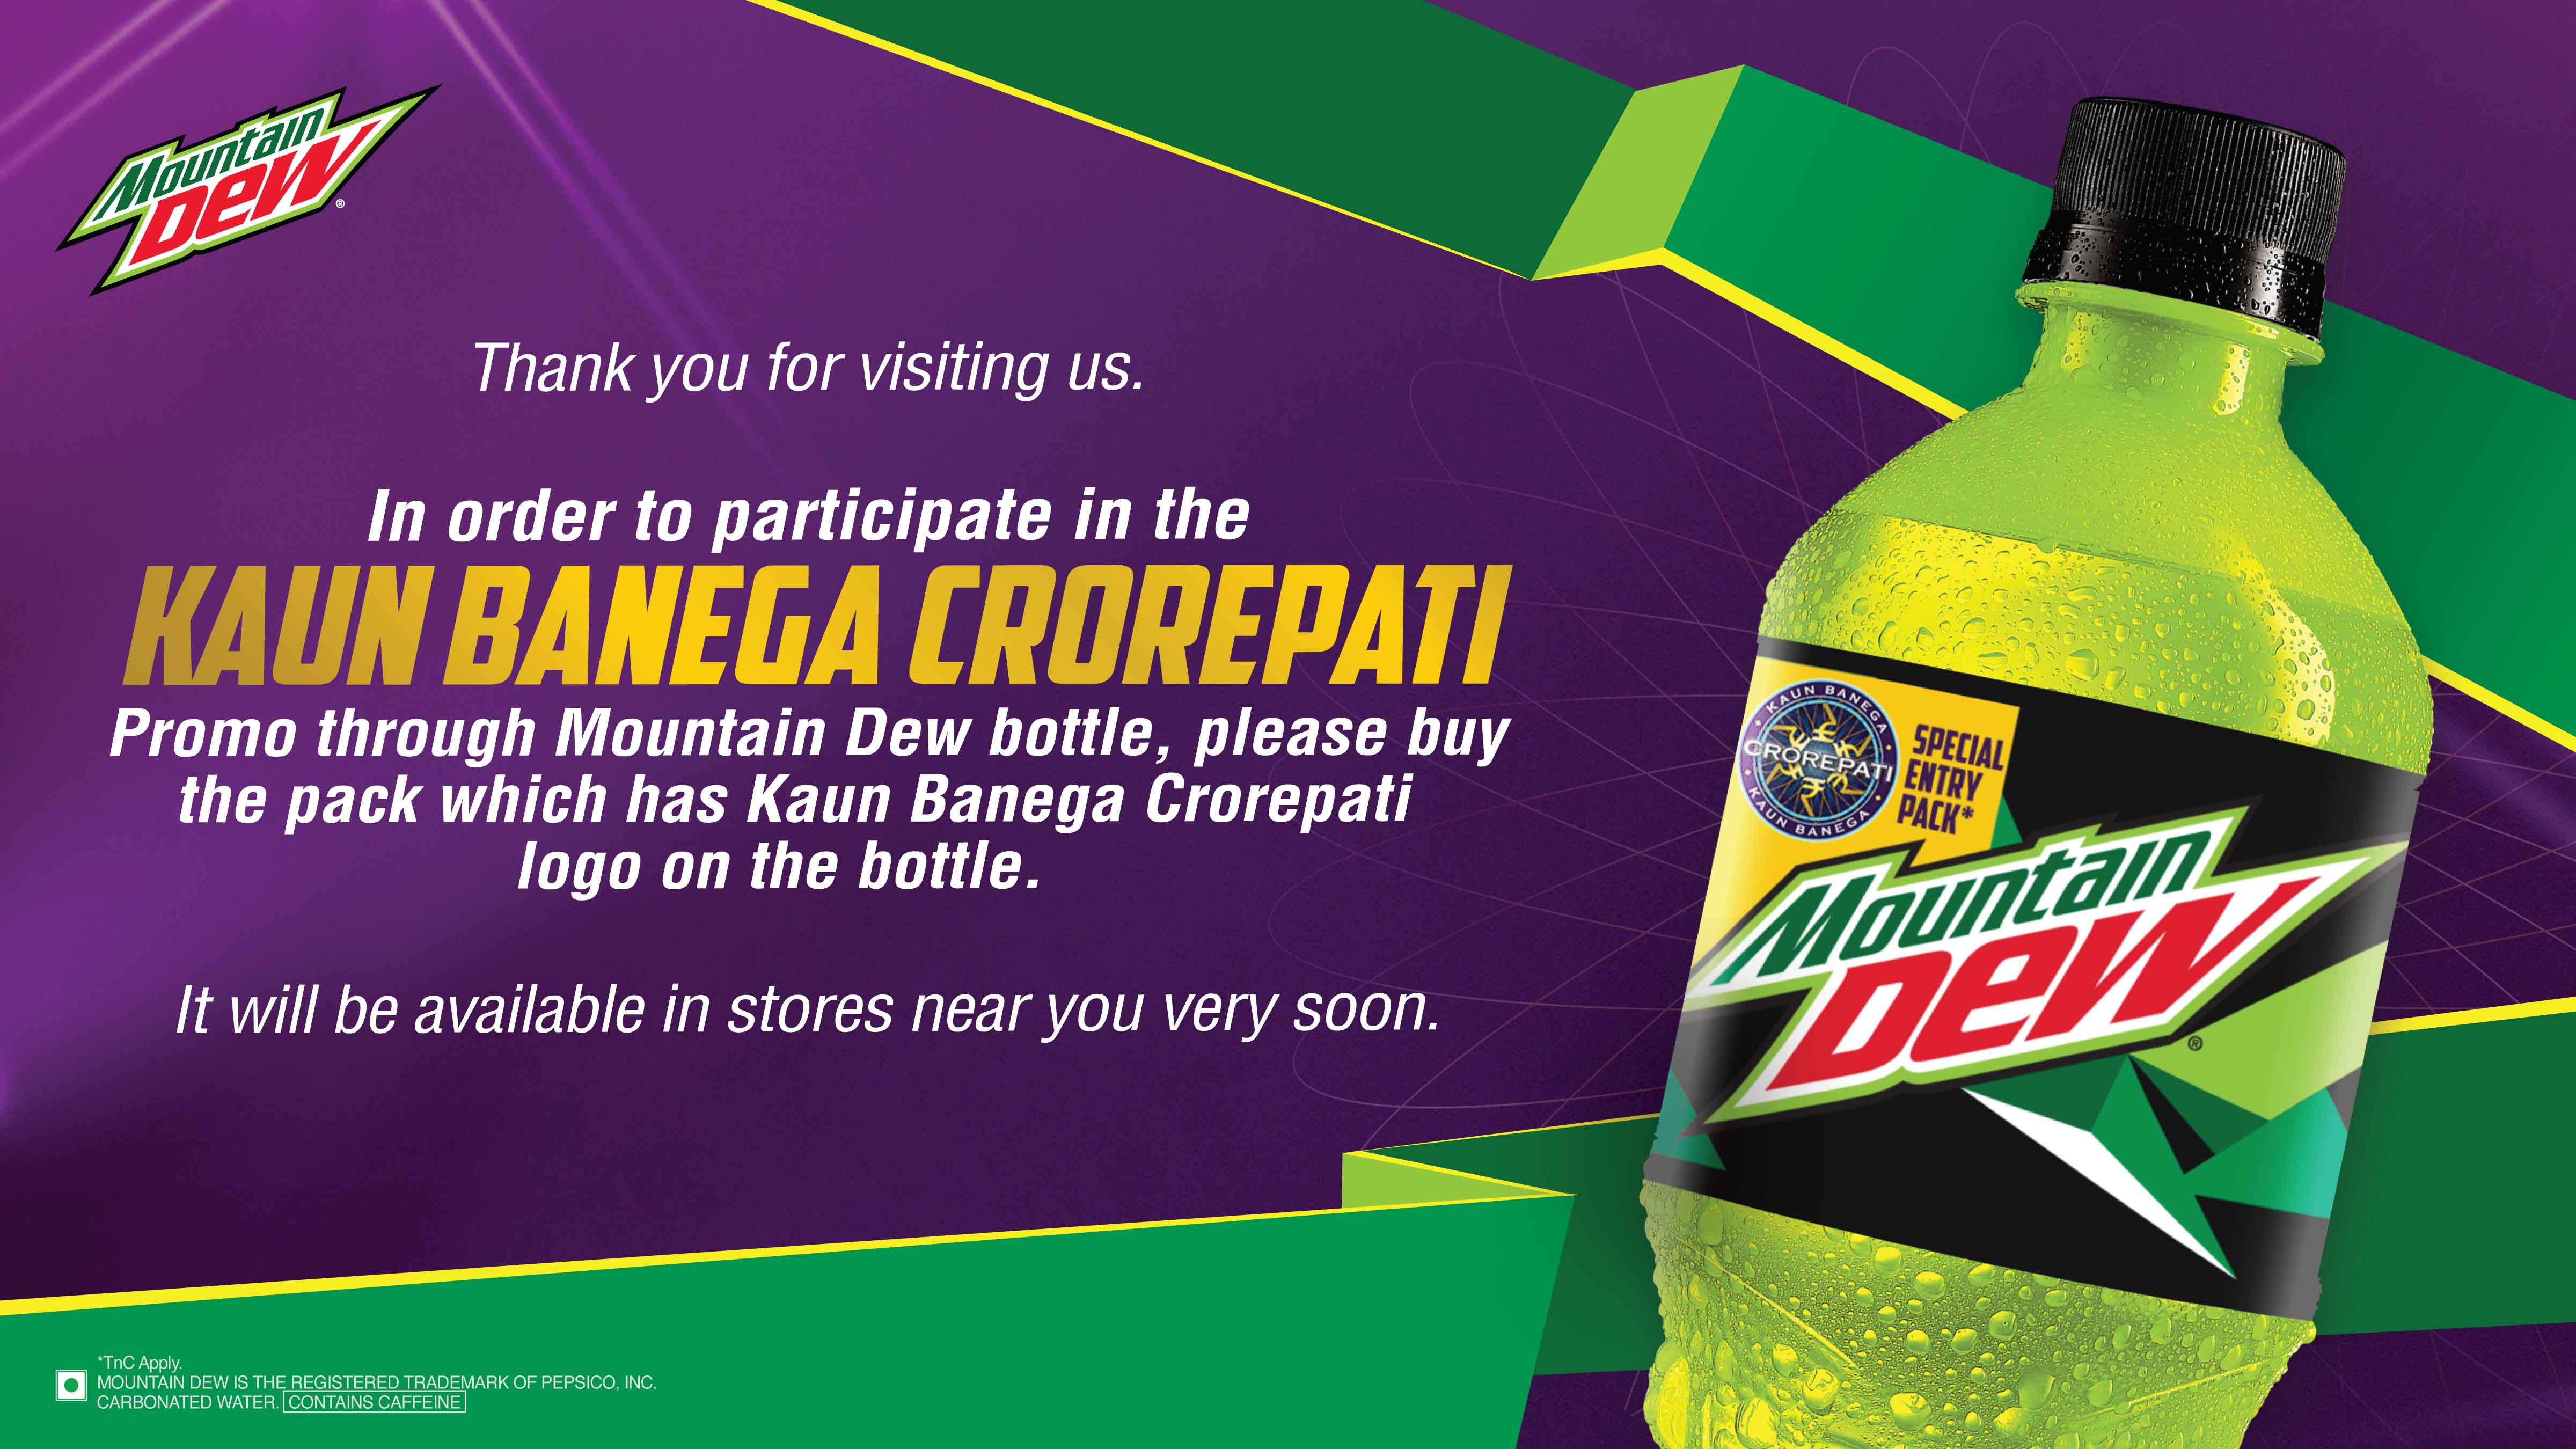 Mountain
Dew®
Thank you for visiting us.
In order to participate in the
KAUN BANEGA CROREPATI
Promo through Mountain Dew bottle, please buy
the pack which has Kaun Banega Crorepati
logo on the bottle.
It will be available in stores near you very soon.
KAUN BANEGA
CROREPATI
KAUN BANEGA
SPECIAL
ENTRY
PACK*
Mountain
Dew®
*TnC Apply.
MOUNTAIN DEW IS THE REGISTERED TRADEMARK OF PEPSICO, INC.
CARBONATED WATER. CONTAINS CAFFEINE